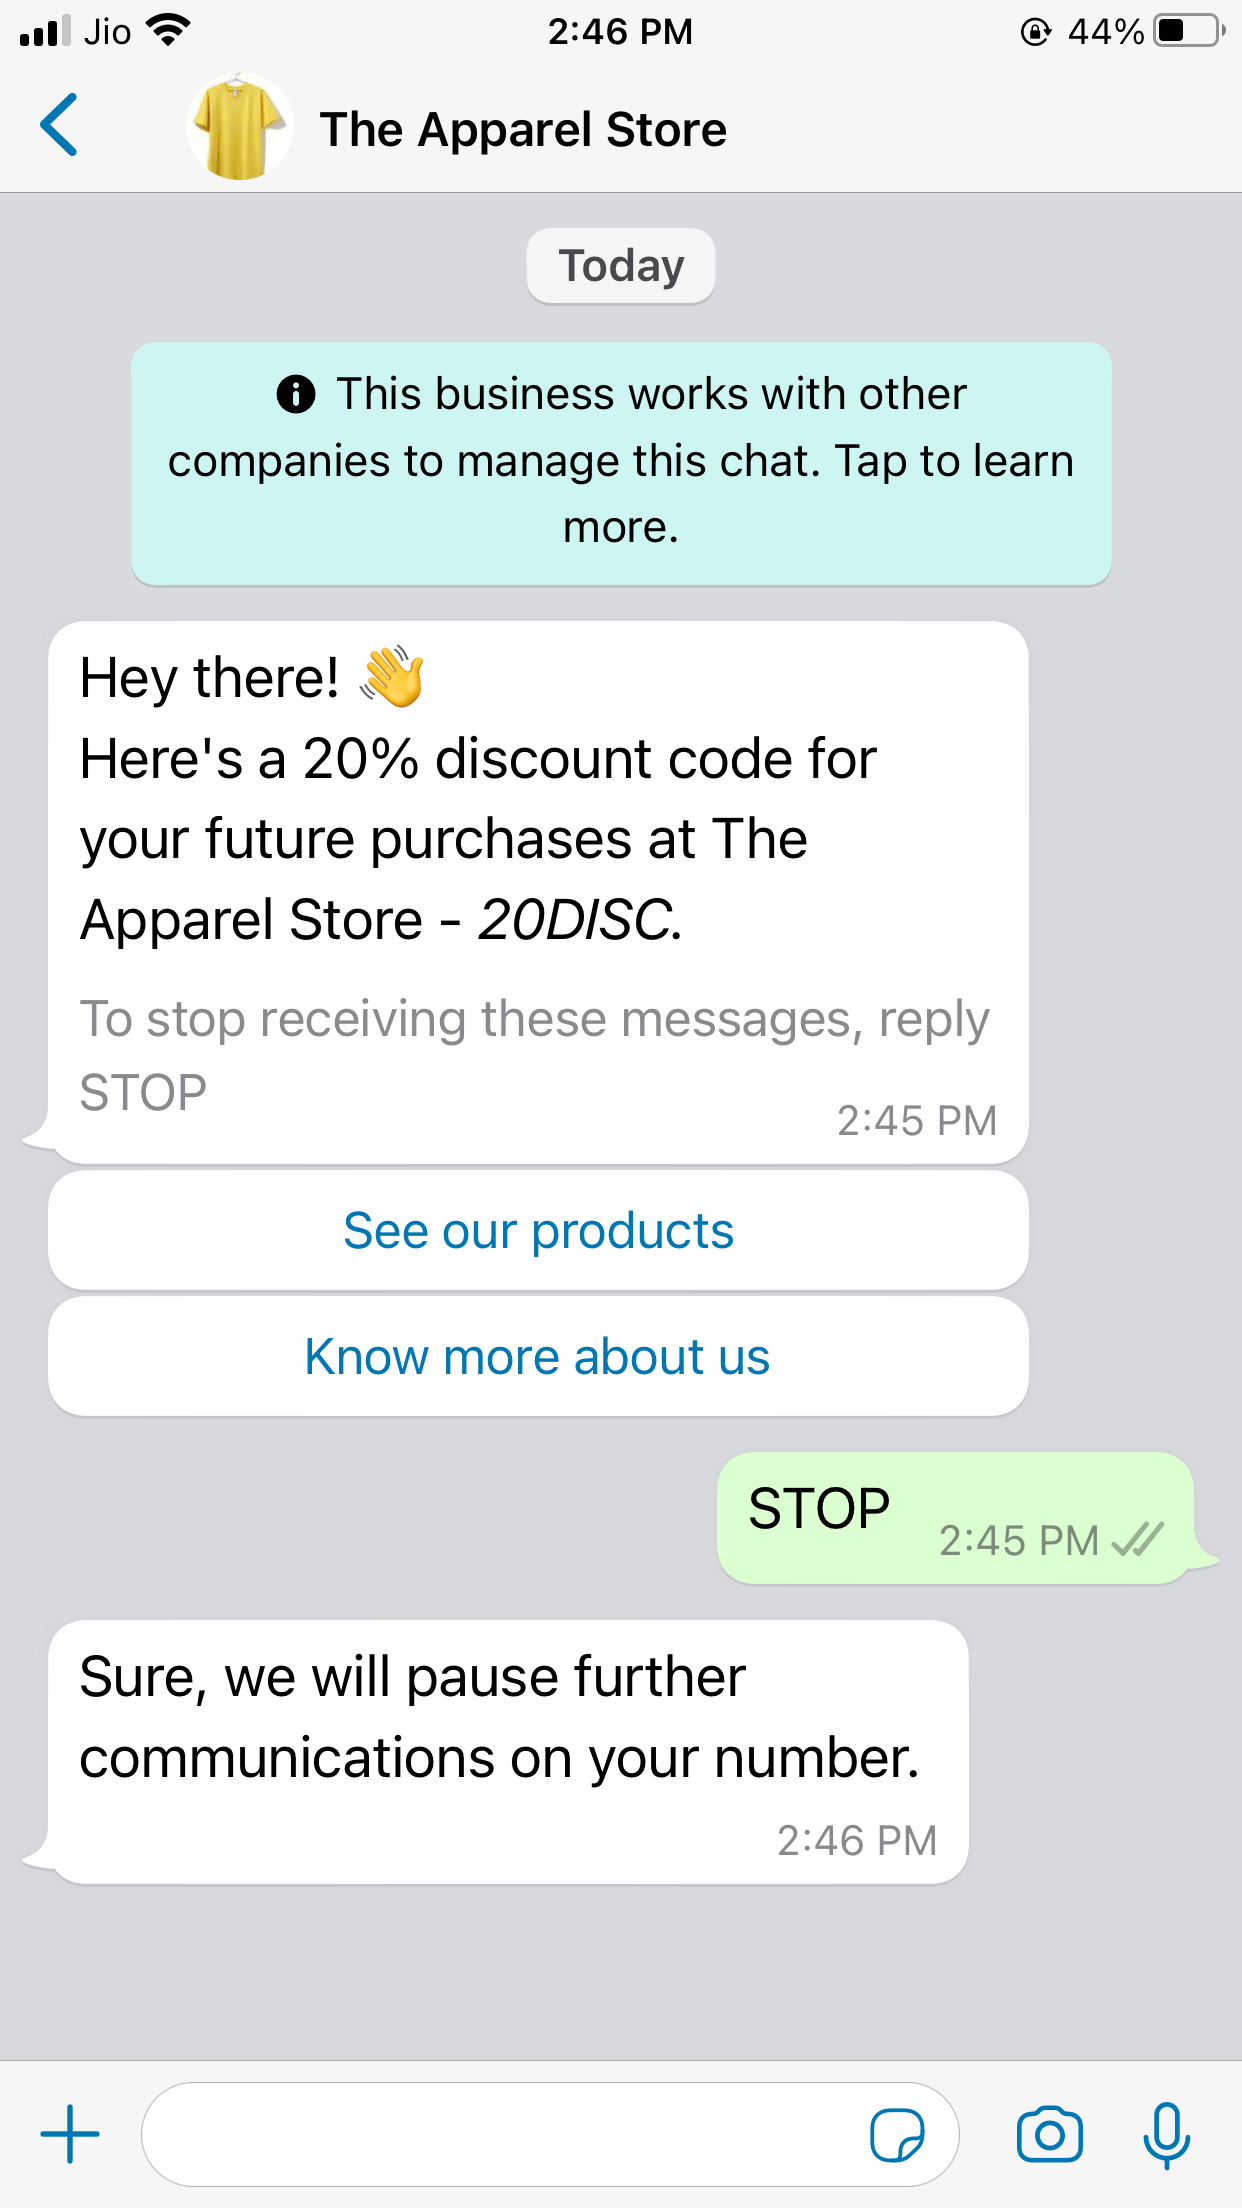 Jio 2:46 PM 44%
The Apparel Store
Today
This business works with other
companies to manage this chat. Tap to learn
more.
Hey there! 👋
Here's a 20% discount code for
your future purchases at The
Apparel Store - 20DISC.
To stop receiving these messages, reply
STOP
2:45 PM
See our products
Know more about us
STOP
2:45 PM
Sure, we will pause further
communications on your number.
2:46 PM